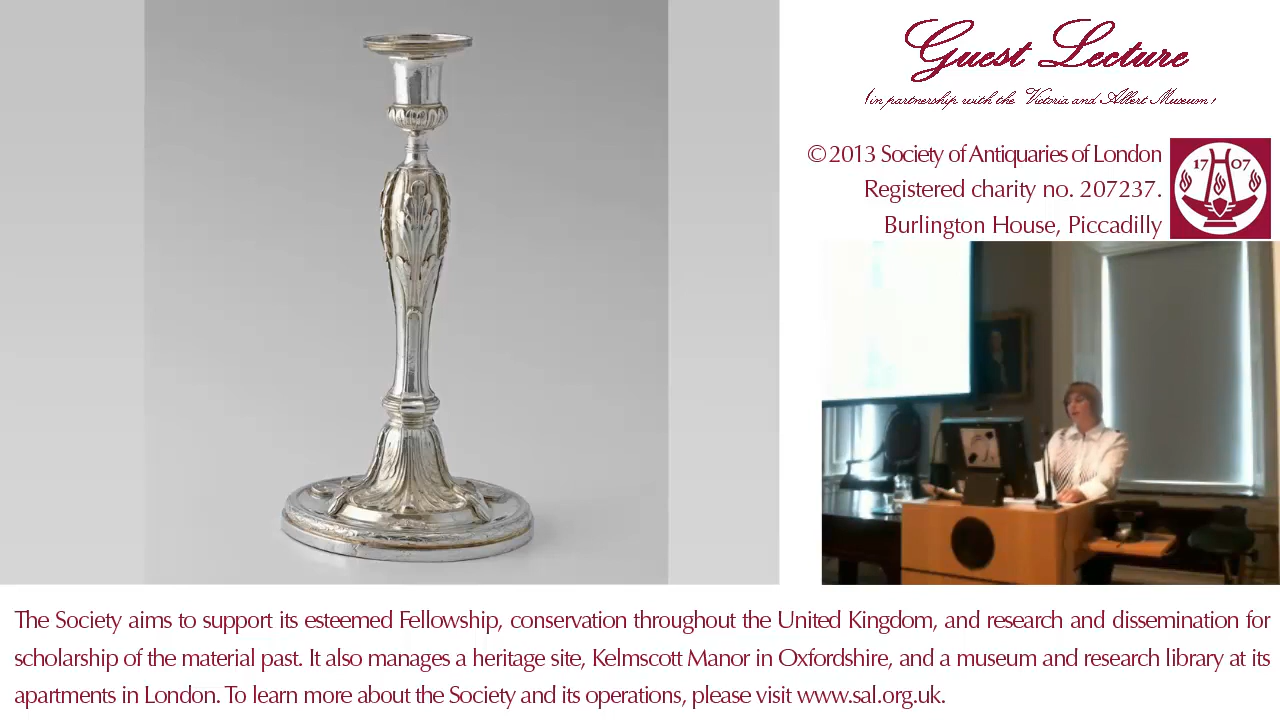 Guest Lecture
(in partnership with the Victoria and Albert Museum)
© 2013 Society of Antiquaries of London
Registered charity no. 207237.
Burlington House, Piccadilly
17 07
The Society aims to support its esteemed Fellowship, conservation throughout the United Kingdom, and research and dissemination for
scholarship of the material past. It also manages a heritage site, Kelmscott Manor in Oxfordshire, and a museum and research library at its
apartments in London. To learn more about the Society and its operations, please visit www.sal.org.uk.